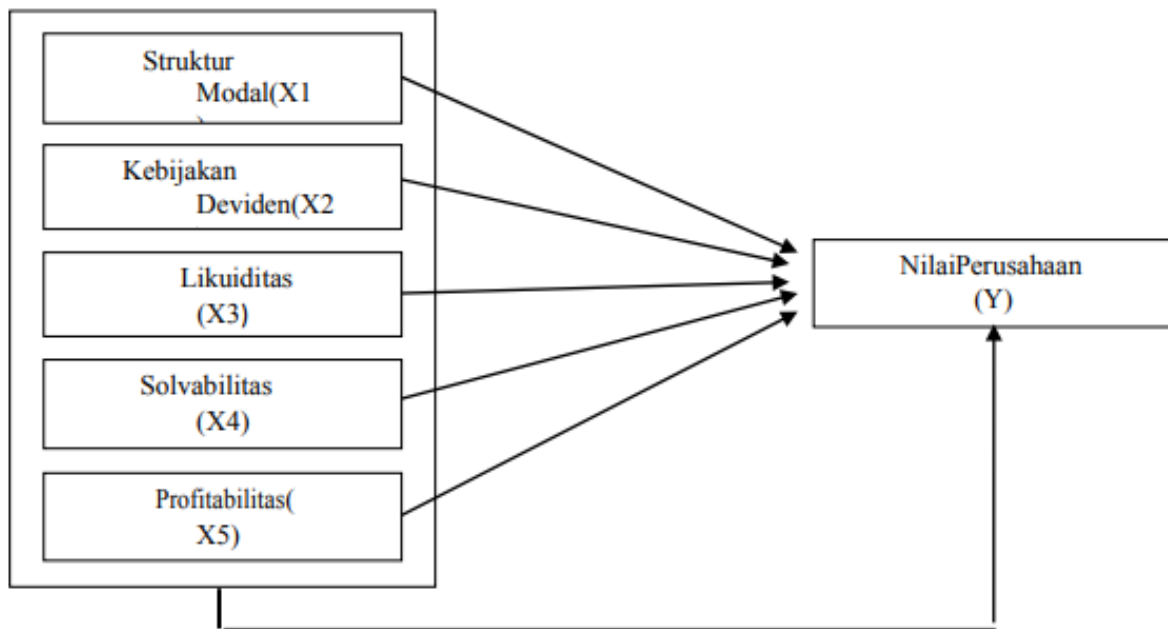 Struktur
Modal(X1
)
Kebijakan
Deviden(X2
Likuiditas
(X3)
Solvabilitas
(X4)
Profitabilitas(
X5)
NilaiPerusahaan
(Y)